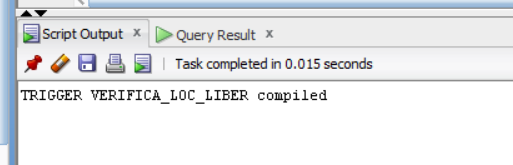 Script Output x Query Result x
Task completed in 0.015 seconds
TRIGGER VERIFICA_LOC_LIBER compiled